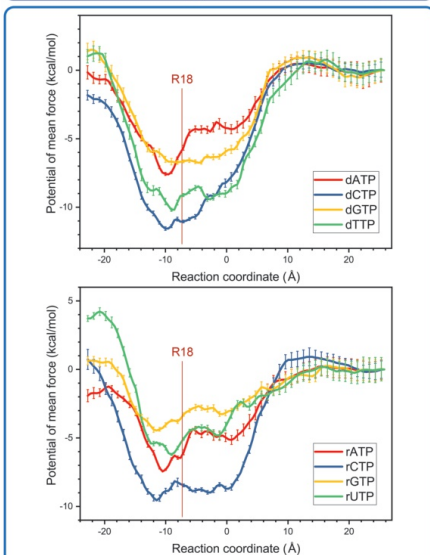 Potential of mean force (kcal/mol)
0
-5
-10
R18
dATP
dCTP
dGTP
dTTP
-20
-10
0
10
20
Reaction coordinate (Å)
Potential of mean force (kcal/mol)
5
0
-5
-10
R18
rATP
rCTP
rGTP
rUTP
-20
-10
0
10
20
Reaction coordinate (Å)